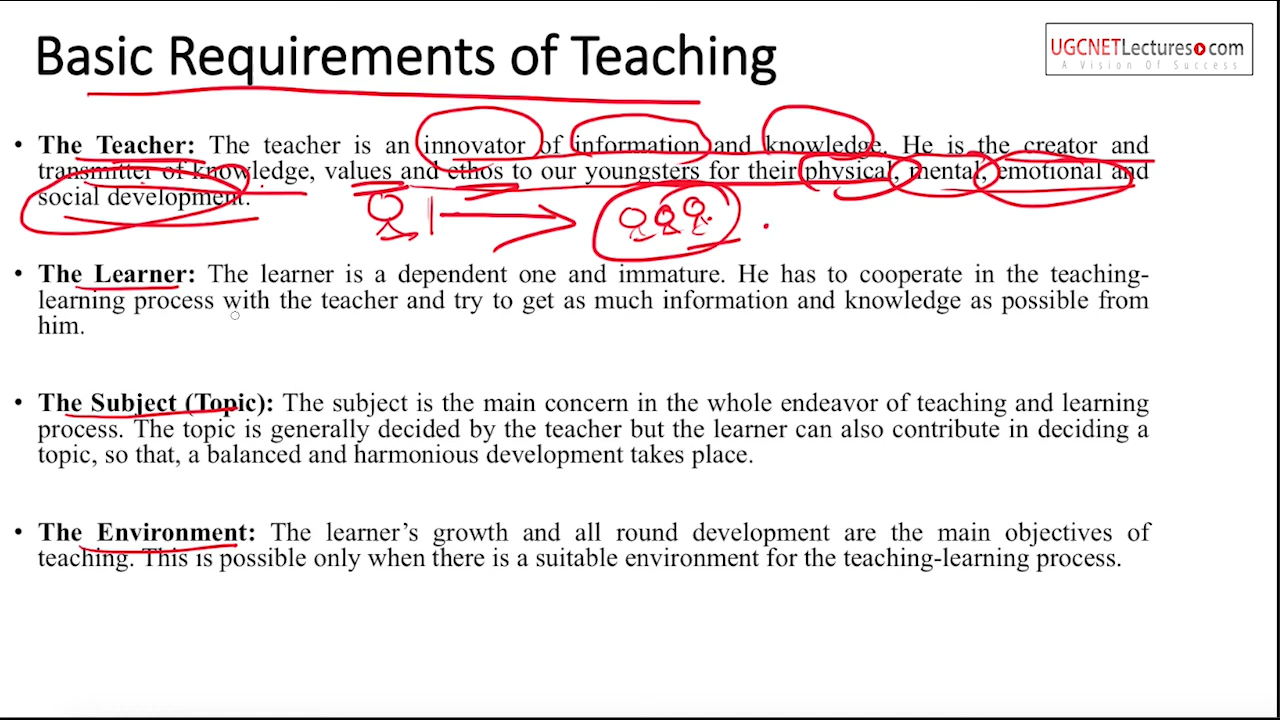 Basic Requirements of Teaching
UGCNETLectures.com
A Vision Of Success
• The Teacher: The teacher is an innovator of information and knowledge. He is the creator and
transmitter of knowledge, values and ethos to our youngsters for their physical, mental, emotional and
social development.
• The Learner: The learner is a dependent one and immature. He has to cooperate in the teaching-
learning process with the teacher and try to get as much information and knowledge as possible from
him.
• The Subject (Topic): The subject is the main concern in the whole endeavor of teaching and learning
process. The topic is generally decided by the teacher but the learner can also contribute in deciding a
topic, so that, a balanced and harmonious development takes place.
• The Environment: The learner’s growth and all round development are the main objectives of
teaching. This is possible only when there is a suitable environment for the teaching-learning process.